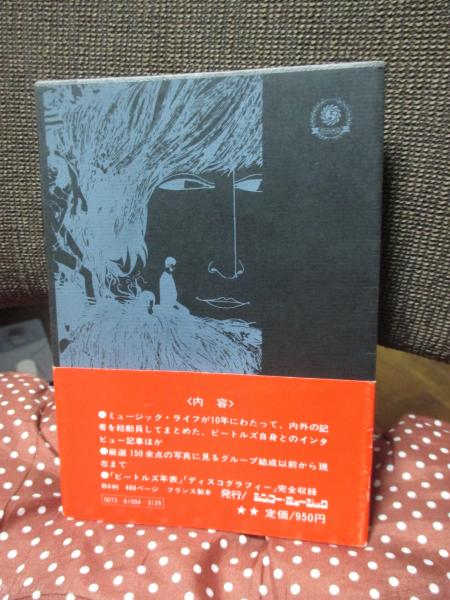 〈内 容〉
●ミュージック・ライフが10年にわたって、内外の記
者を総動員してまとめた、ビートルズ自身とのインタ
ビュー記事ほか
●厳選150余点の写真に見るグループ結成以前から現
在まで
●「ビートルズ年表」「ディスコグラフィー」完全収録
B6判 480ページ フランス製本 発行/シンコー・ミュージック
0073-61004-3129
★★ 定価/950円